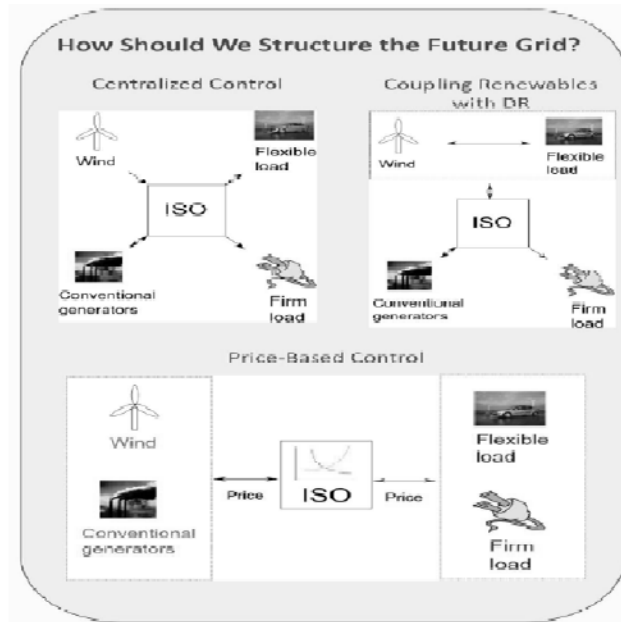 How Should We Structure the Future Grid?
Centralized Control
Wind
Flexible
load
ISO
Conventional
generators
Firm
load
Coupling Renewables
with DR
Wind
Flexible
load
ISO
Conventional
generators
Firm
load
Price-Based Control
Wind
Conventional
generators
Price
ISO
Price
Flexible
load
Firm
load